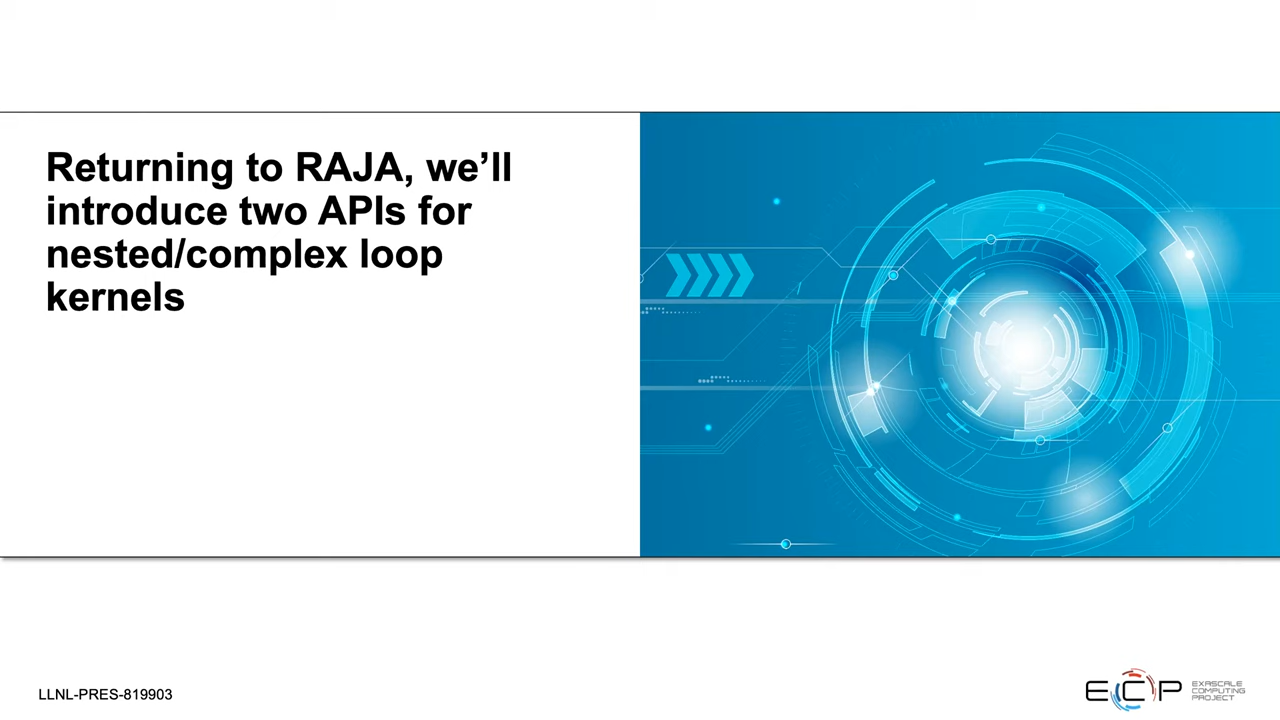 Returning to RAJA, we’ll
introduce two APIs for
nested/complex loop
kernels
LLNL-PRES-819903
ECP
EXASCALE
COMPUTING
PROJECT